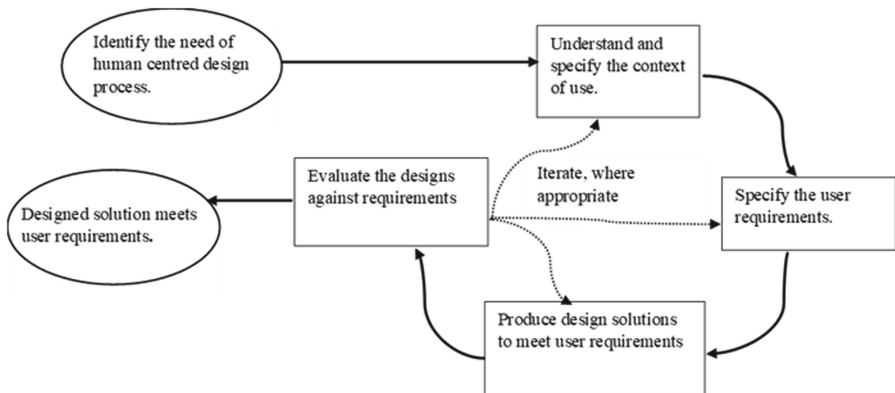 Identify the need of
human centred design
process.
Understand and
specify the context
of use.
Iterate, where
appropriate
Evaluate the designs
against requirements
Specify the user
requirements.
Designed solution meets
user requirements.
Produce design solutions
to meet user requirements